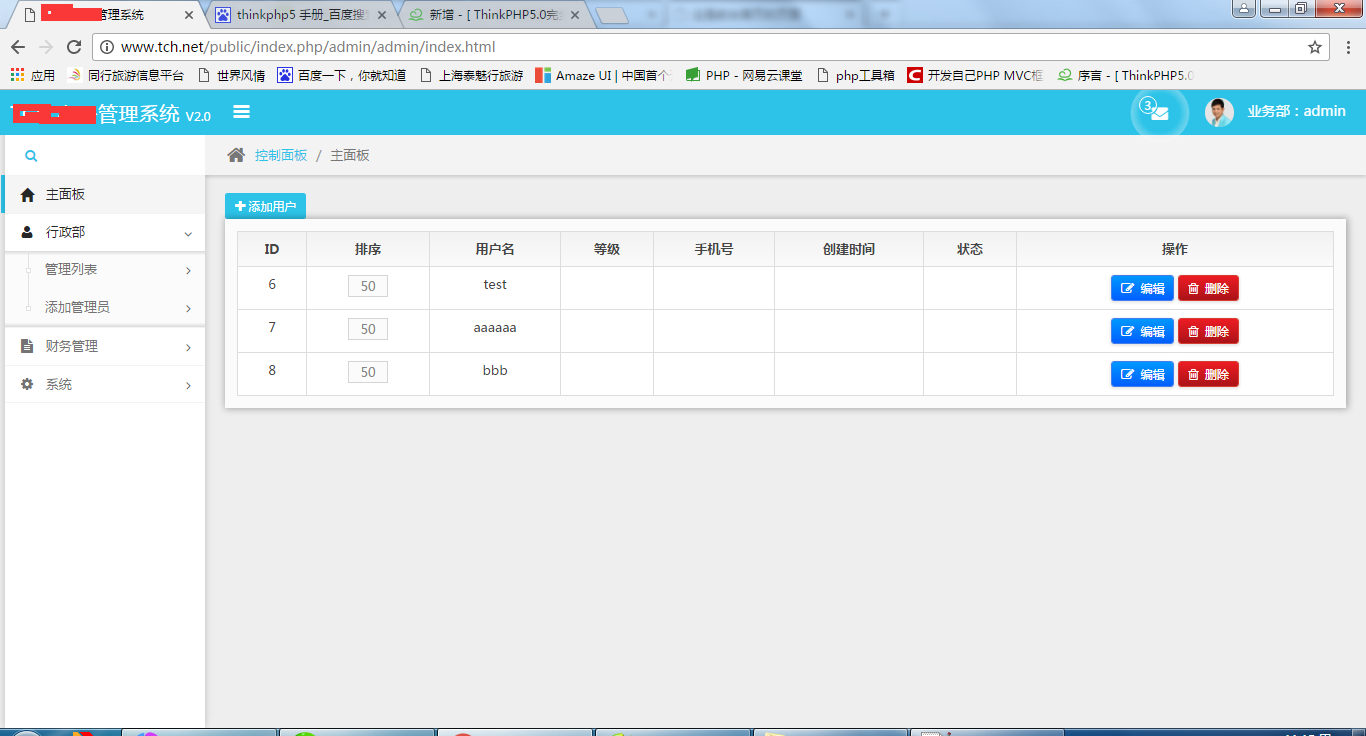 管理系统 thinkphp5 手册_百度搜 新增 - [ ThinkPHP5.0完
www.tch.net/public/index.php/admin/admin/index.html
应用 同行旅游信息平台 世界风情 百度一下，你就知道 上海泰魅行旅游 Amaze UI | 中国首个 PHP - 网易云课堂 php工具箱 开发自己PHP MVC框 序言 - [ ThinkPHP5.0
管理系统 V2.0 3 业务部：admin
控制面板 / 主面板
主面板
行政部
管理列表
添加管理员
财务管理
系统
添加用户
ID 排序 用户名 等级 手机号 创建时间 状态 操作
6 50 test 编辑 删除
7 50 aaaaaa 编辑 删除
8 50 bbb 编辑 删除